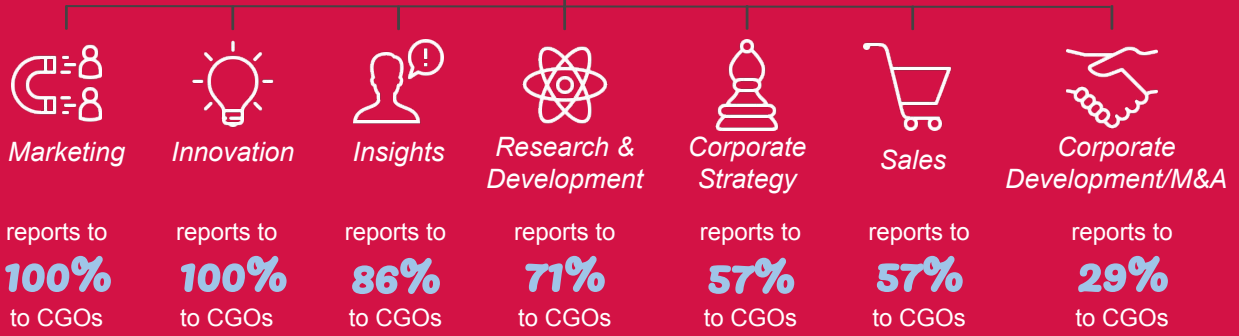 Marketing
reports to
100%
to CGOs
Innovation
reports to
100%
to CGOs
!
Insights
reports to
86%
to CGOs
Research &
Development
reports to
71%
to CGOs
Corporate
Strategy
reports to
57%
to CGOs
Sales
reports to
57%
to CGOs
Corporate
Development/M&A
reports to
29%
to CGOs